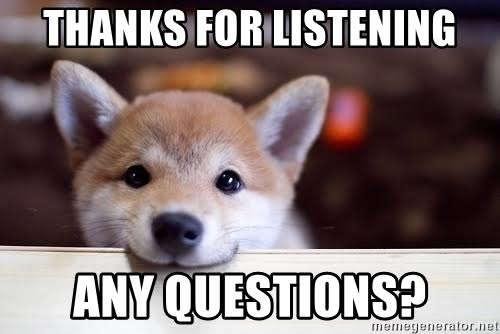 THANKS FOR LISTENING
ANY QUESTIONS?
memegenerator.net